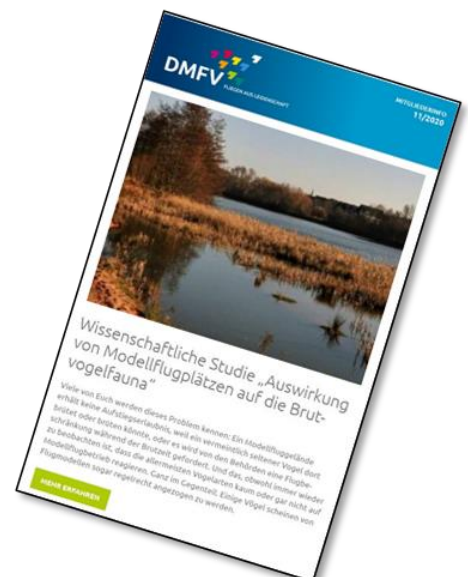 DMFV
FLIEGEN AUS LEIDENSCHAFT
MITGLIEDERINFO
11/2020
Wissenschaftliche Studie „Auswirkung
von Modellflugplätzen auf die Brut-
vogelfauna“
Viele von Euch werden dieses Problem kennen: Ein Modellfluggelände
erhält keine Aufstiegserlaubnis, weil ein vermeintlich seltener Vogel dort
brütet oder brüten könnte, oder es wird von den Behörden eine Flugbe-
schränkung während der Brutzeit gefordert. Und das, obwohl immer wieder
zu beobachten ist, dass die allermeisten Vogelarten kaum oder gar nicht auf
Modellflugbetrieb reagieren. Ganz im Gegenteil. Einige Vögel scheinen von
Flugmodellen sogar regelrecht angezogen zu werden.
MEHR ERFAHREN